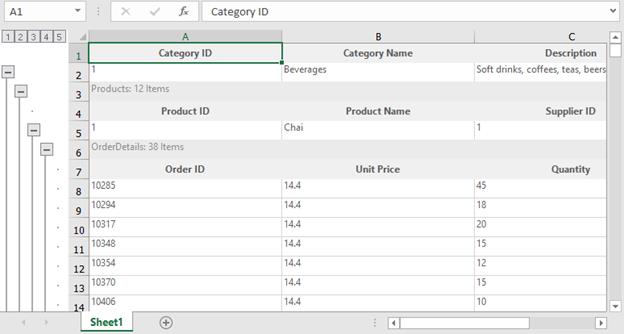 A1 fx Category ID
1 2 3 4 5 A B C
1 Category ID Category Name Description
2 1 Beverages Soft drinks, coffees, teas, beers
3 Products: 12 Items
4 Product ID Product Name Supplier ID
5 1 Chai 1
6 OrderDetails: 38 Items
7 Order ID Unit Price Quantity
8 10285 14.4 45
9 10294 14.4 18
10 10317 14.4 20
11 10348 14.4 15
12 10354 14.4 12
13 10370 14.4 15
14 10406 14.4 10
Sheet1